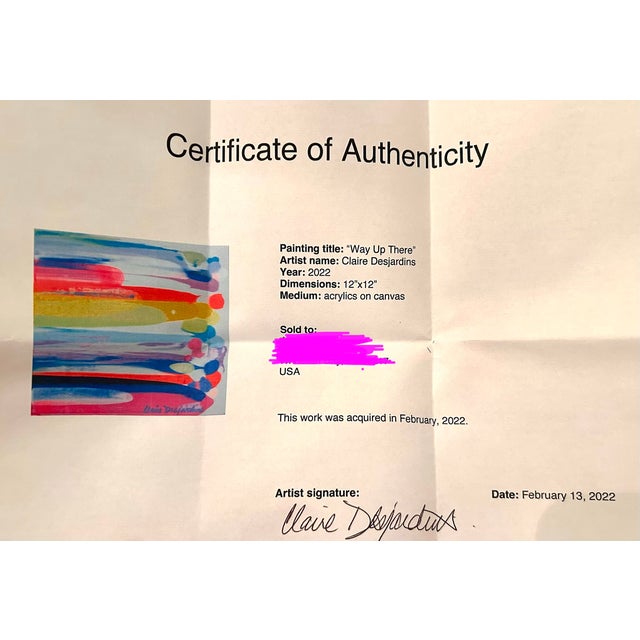 Certificate of Authenticity
Painting title: "Way Up There"
Artist name: Claire Desjardins
Year: 2022
Dimensions: 12"x12"
Medium: acrylics on canvas
Sold to:
USA
This work was acquired in February, 2022.
Claire Desjardins
Artist signature:
Date: February 13, 2022
Claire Desjardins